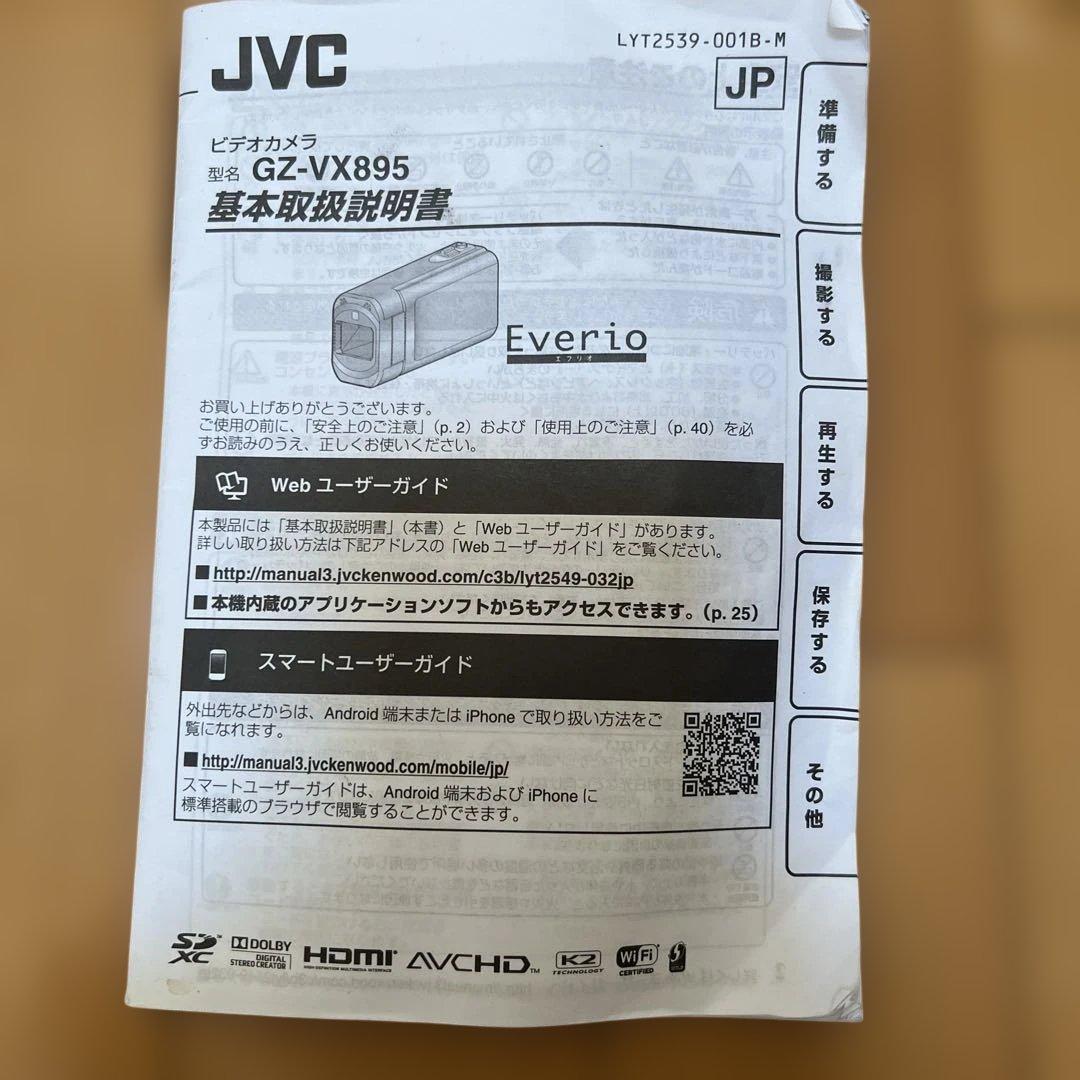 JVC
LYT2539-001B-M
JP
ビデオカメラ
型名 GZ-VX895
基本取扱説明書
Everio
エブリオ
お買い上げありがとうございます。
ご使用の前に、「安全上のご注意」（p. 2）および「使用上のご注意」（p. 40）を必
ずお読みのうえ、正しくお使いください。
Web ユーザーガイド
本製品には「基本取扱説明書」（本書）と「Web ユーザーガイド」があります。
詳しい取り扱い方法は下記アドレスの「Web ユーザーガイド」をご覧ください。
■ http://manual3.jvckenwood.com/c3b/lyt2549-032jp
■ 本機内蔵のアプリケーションソフトからもアクセスできます。（p. 25）
スマートユーザーガイド
外出先などからは、Android 端末または iPhone で取り扱い方法をご
覧になれます。
■ http://manual3.jvckenwood.com/mobile/jp/
スマートユーザーガイドは、Android 端末および iPhone に
標準搭載のブラウザで閲覧することができます。
準備する
撮影する
再生する
保存する
その他
SD XC™
DOLBY
DIGITAL
STEREO CREATOR
HDMI
HIGH-DEFINITION MULTIMEDIA INTERFACE
AVCHD™
K2
TECHNOLOGY
Wi Fi
CERTIFIED